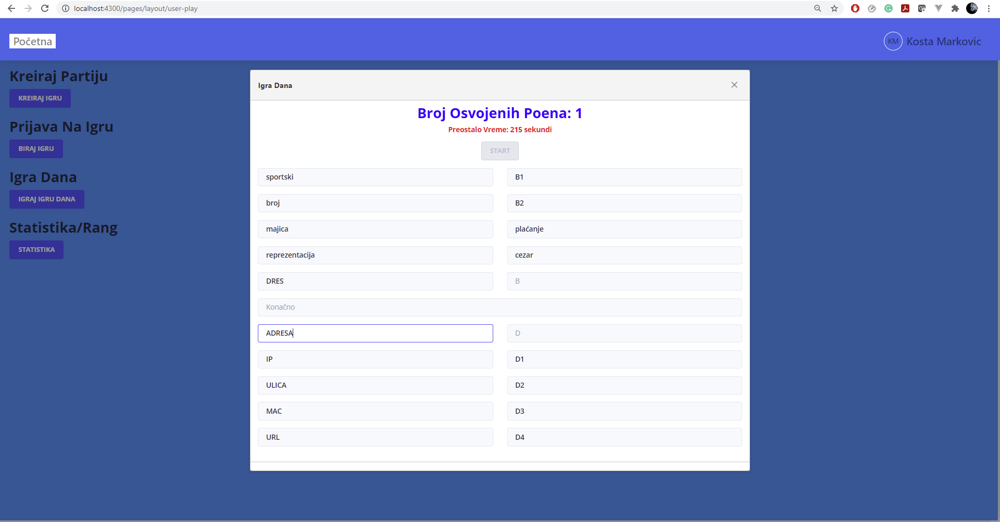 localhost:4300/pages/layout/user-play
Početna
KM Kosta Markovic
Kreiraj Partiju
KREIRAJ IGRU
Prijava Na Igru
BIRAJ IGRU
Igra Dana
IGRAJ IGRU DANA
Statistika/Rang
STATISTIKA
Igra Dana
Broj Osvojenih Poena: 1
Preostalo Vreme: 215 sekundi
START
sportski B1
broj B2
majica plaćanje
reprezentacija cezar
DRES B
Konačno
ADRESA D
IP D1
ULICA D2
MAC D3
URL D4